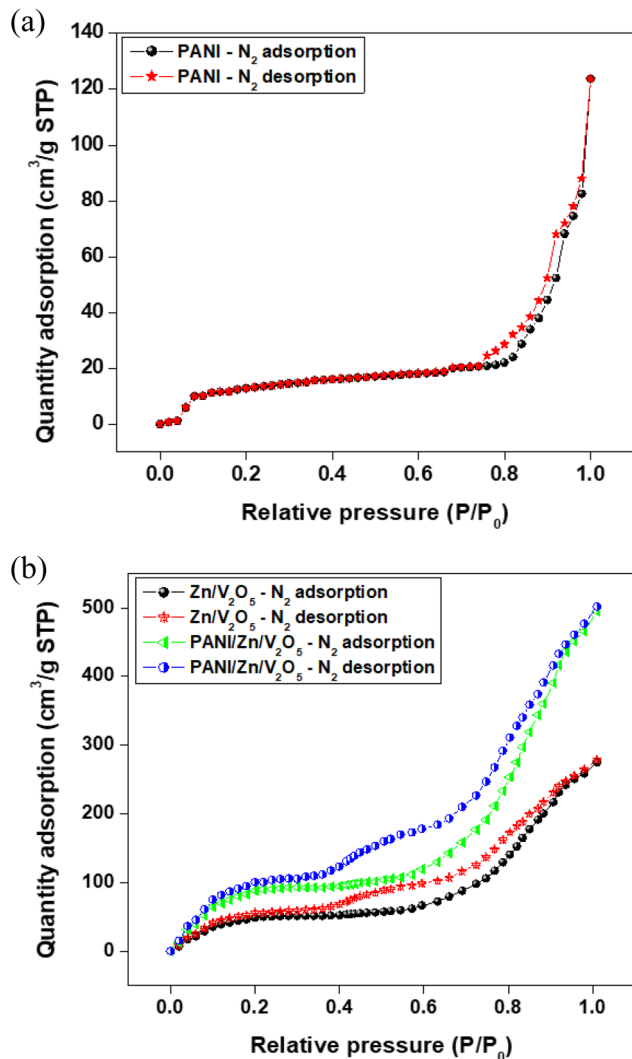 (a)
PANI - N₂ adsorption
PANI - N₂ desorption
Quantity adsorption (cm³/g STP)
140
120
100
80
60
40
20
0
0.0 0.2 0.4 0.6 0.8 1.0
Relative pressure (P/P₀)
(b)
Zn/V₂O₅ - N₂ adsorption
Zn/V₂O₅ - N₂ desorption
PANI/Zn/V₂O₅ - N₂ adsorption
PANI/Zn/V₂O₅ - N₂ desorption
Quantity adsorption (cm³/g STP)
500
400
300
200
100
0
0.0 0.2 0.4 0.6 0.8 1.0
Relative pressure (P/P₀)